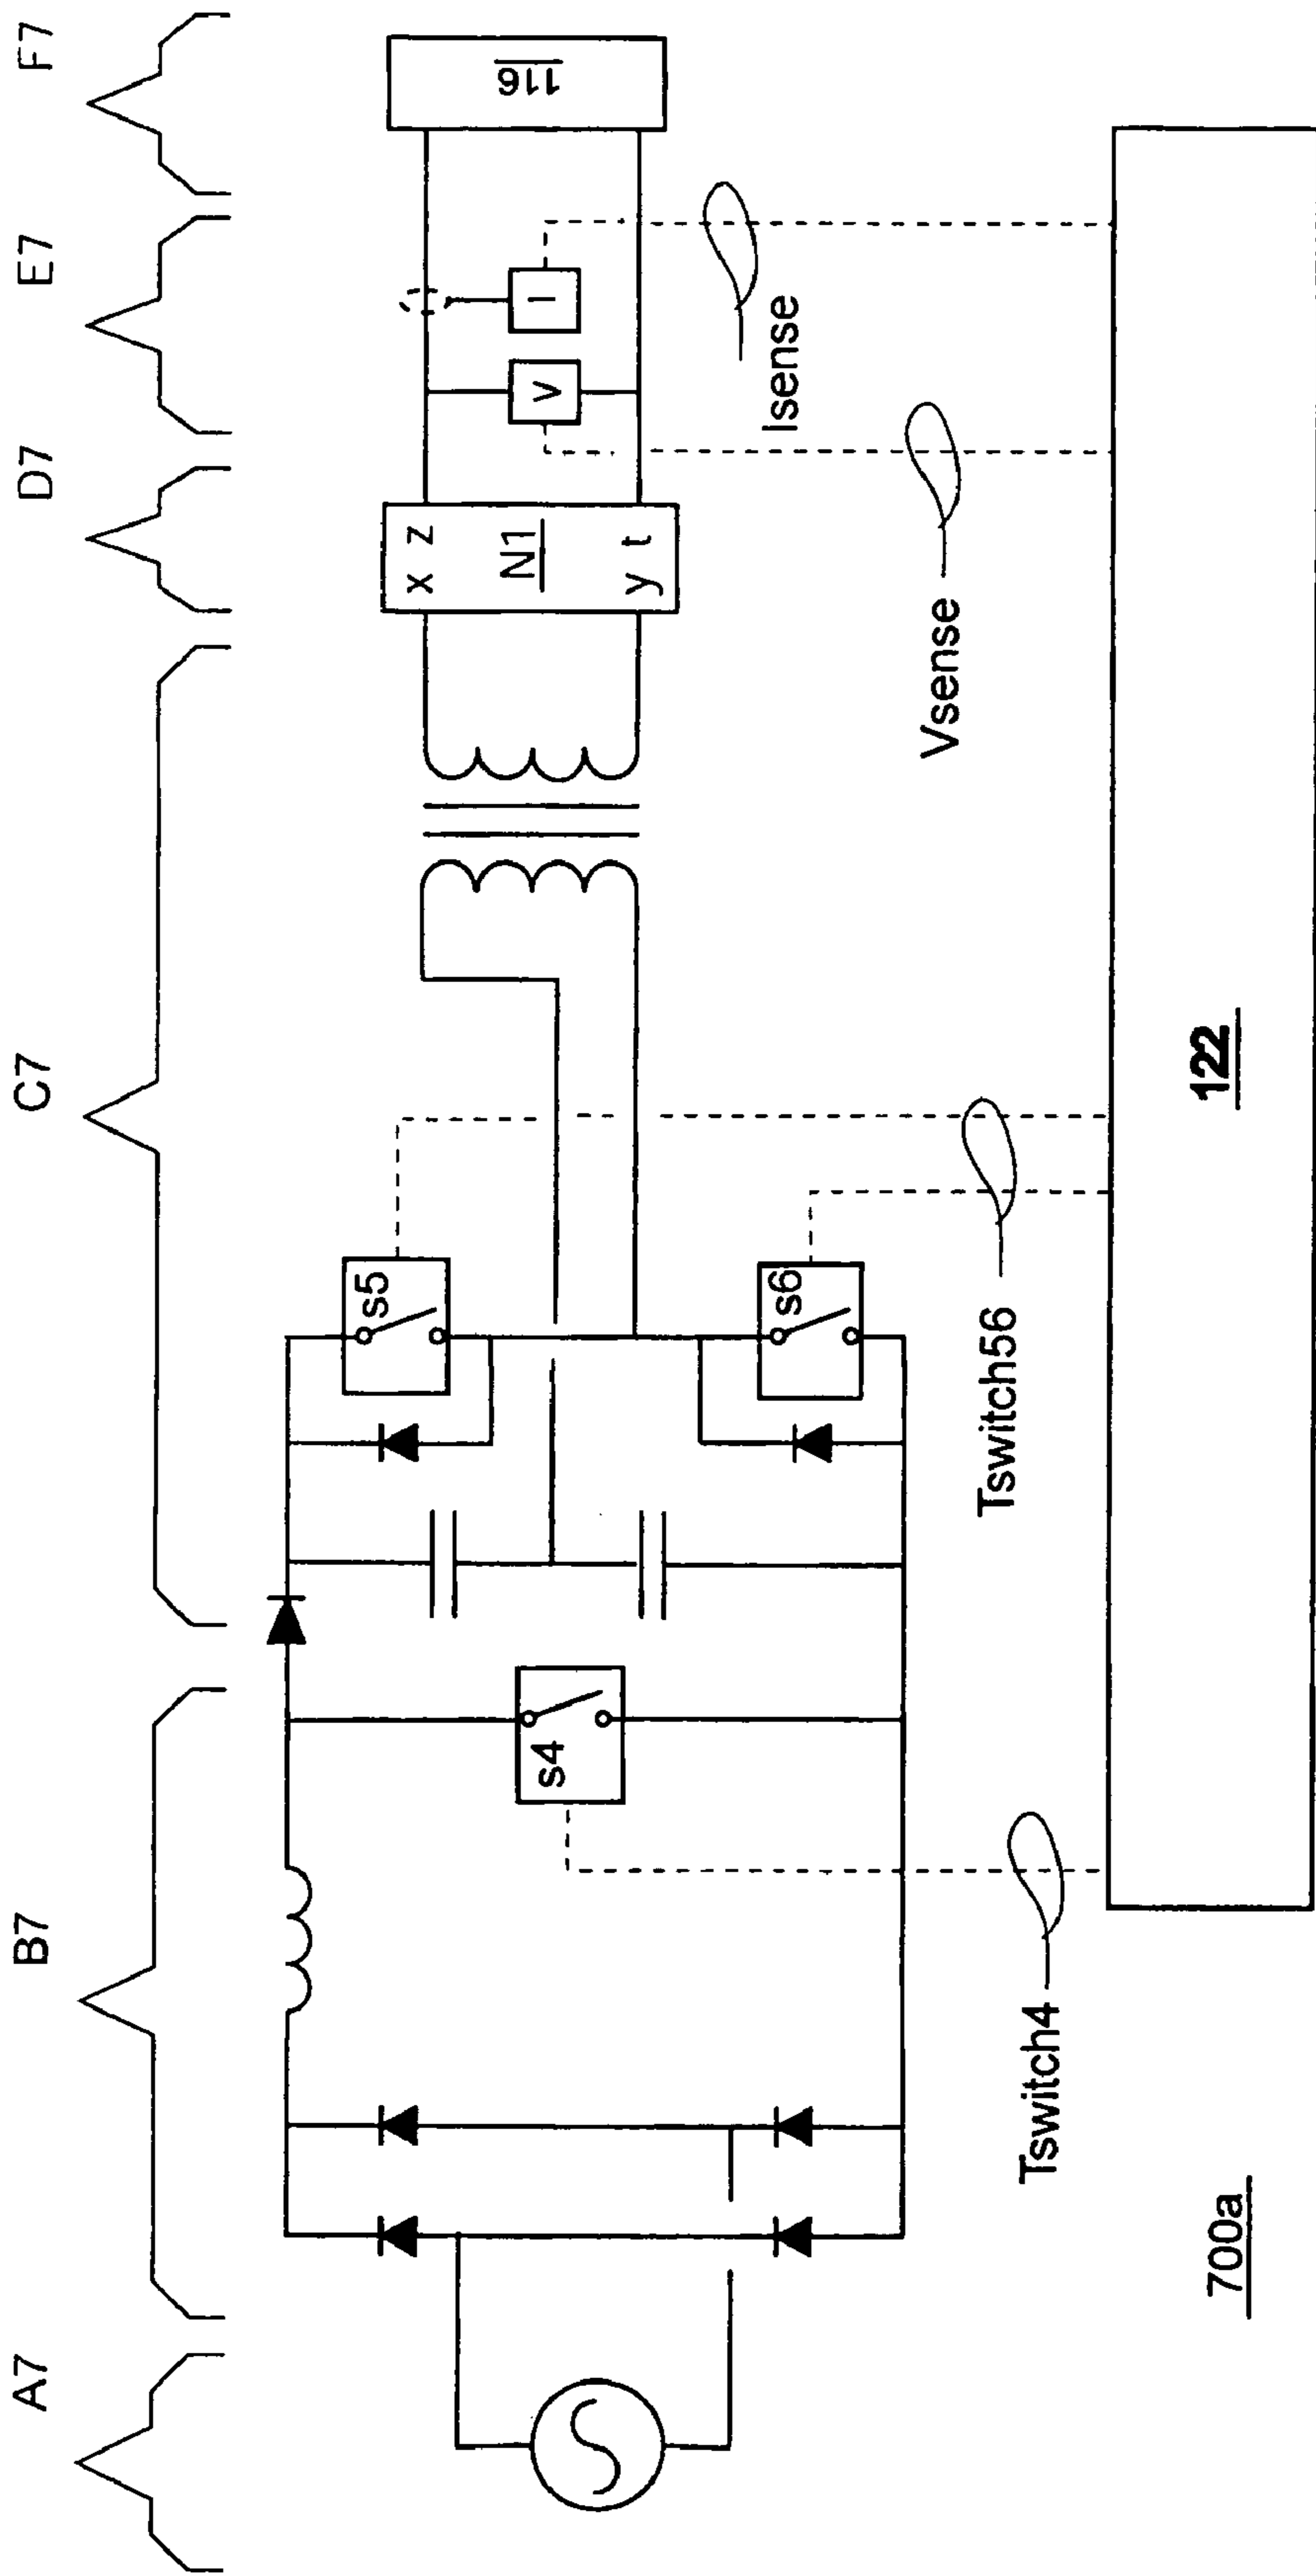 A7
B7
C7
D7
E7
F7
s4
s5
s6
x z
N1
y t
V
I
116
Tswitch4
Tswitch56
Vsense
Isense
122
700a